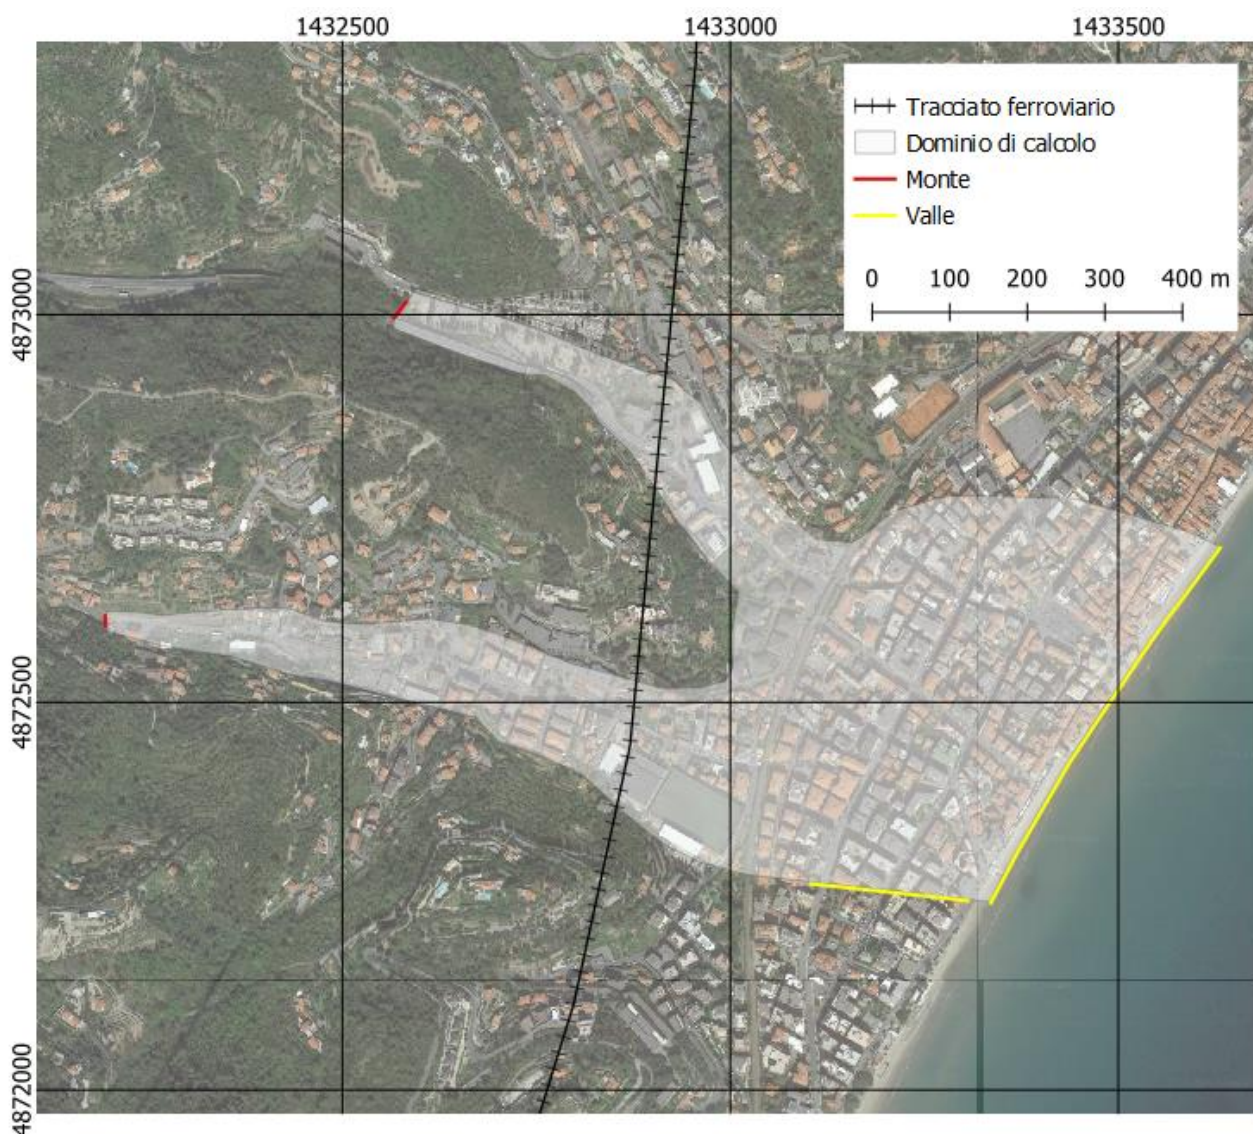 1432500 1433000 1433500
Tracciato ferroviario
Dominio di calcolo
Monte
Valle
0 100 200 300 400 m
4873000
4872500
4872000